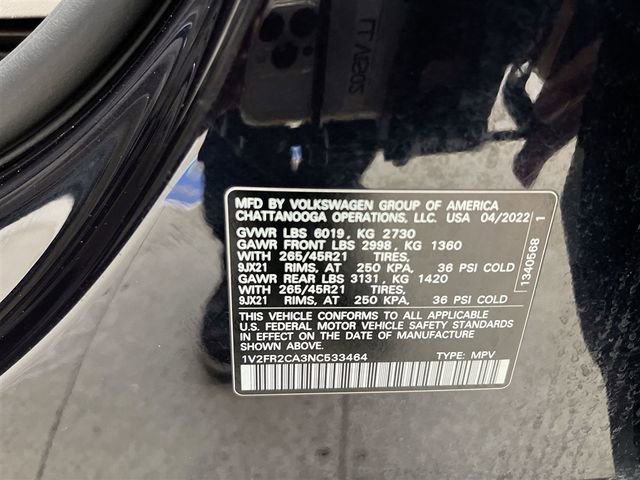 MFD BY VOLKSWAGEN GROUP OF AMERICA
CHATTANOOGA OPERATIONS, LLC. USA 04/2022
GVWR LBS 6019, KG 2730
GAWR FRONT LBS 2998, KG 1360
WITH 265/45R21 TIRES,
9JX21 RIMS, AT 250 KPA, 36 PSI COLD
GAWR REAR LBS 3131, KG 1420
WITH 265/45R21 TIRES,
9JX21 RIMS, AT 250 KPA, 36 PSI COLD
THIS VEHICLE CONFORMS TO ALL APPLICABLE
U.S. FEDERAL MOTOR VEHICLE SAFETY STANDARDS
IN EFFECT ON THE DATE OF MANUFACTURE
SHOWN ABOVE.
1V2FR2CA3NC533464 TYPE: MPV
1340568 1